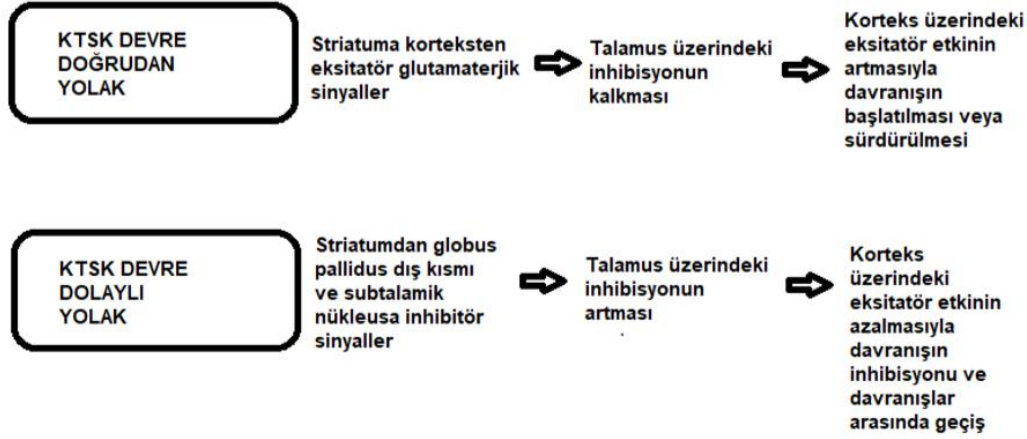 KTSK DEVRE
DOĞRUDAN
YOLAK
Striatuma korteksten
eksitatör glutamaterjik
sinyaller
Talamus üzerindeki
inhibisyonun
kalkması
Korteks üzerindeki
eksitatör etkinin
artmasıyla
davranışın
başlatılması veya
sürdürülmesi
KTSK DEVRE
DOLAYLI
YOLAK
Striatumdan globus
pallidus dış kısmı
ve subtalamik
nükleusa inhibitör
sinyaller
Talamus üzerindeki
inhibisyonun
artması
Korteks
üzerindeki
eksitatör etkinin
azalmasıyla
davranışın
inhibisyonu ve
davranışlar
arasında geçiş